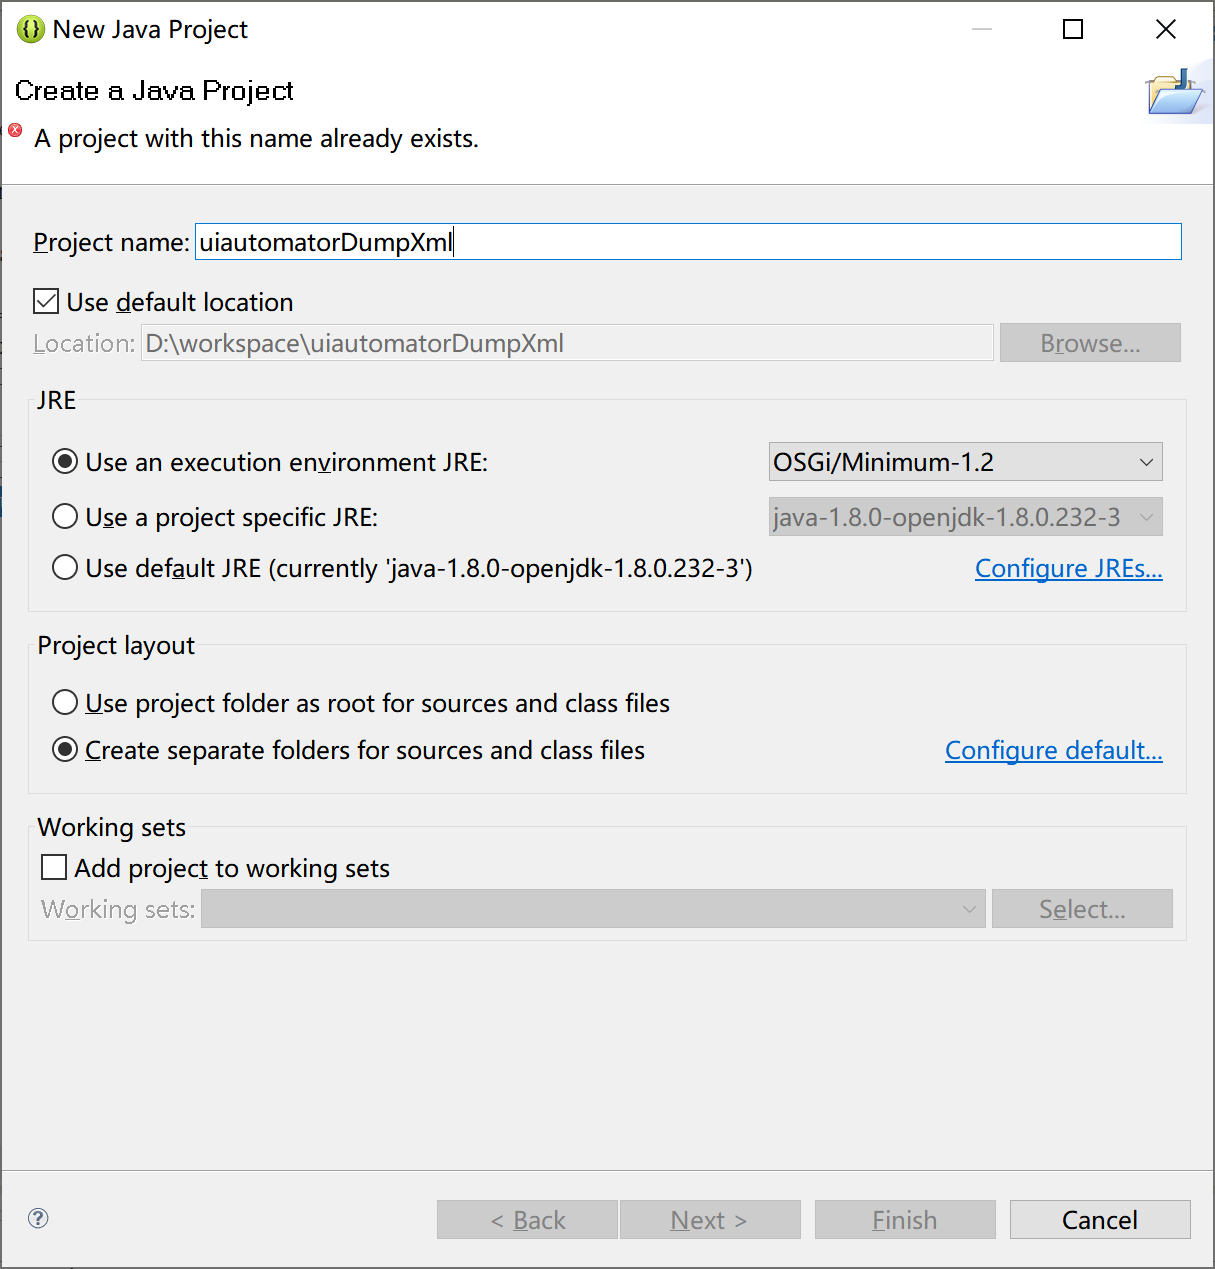 New Java Project
Create a Java Project
A project with this name already exists.
Project name: uiautomatorDumpXml
Use default location
Location: D:\workspace\uiautomatorDumpXml Browse...
JRE
Use an execution environment JRE: OSGi/Minimum-1.2
Use a project specific JRE: java-1.8.0-openjdk-1.8.0.232-3
Use default JRE (currently 'java-1.8.0-openjdk-1.8.0.232-3') Configure JREs...
Project layout
Use project folder as root for sources and class files
Create separate folders for sources and class files Configure default...
Working sets
Add project to working sets
Working sets: Select...
< Back Next > Finish Cancel